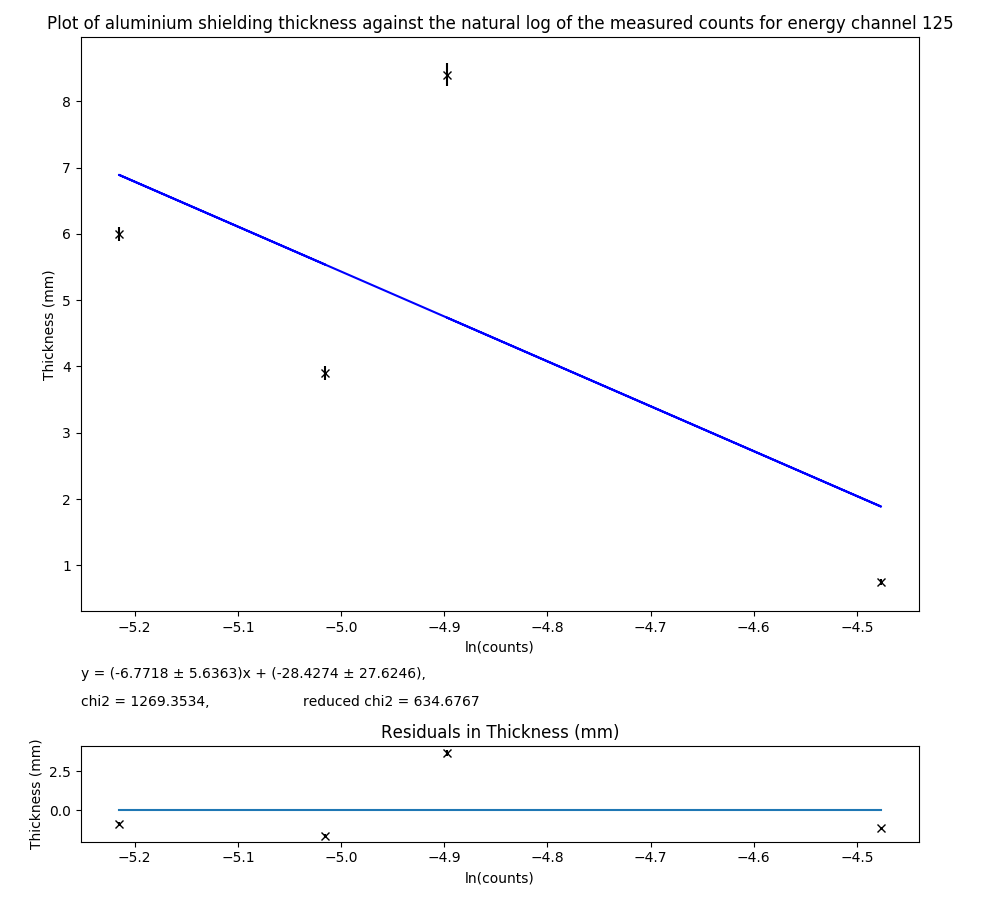 Plot of aluminium shielding thickness against the natural log of the measured counts for energy channel 125
Thickness (mm)
8
7
6
5
4
3
2
1
−5.2 −5.1 −5.0 −4.9 −4.8 −4.7 −4.6 −4.5
ln(counts)
y = (-6.7718 ± 5.6363)x + (-28.4274 ± 27.6246),
chi2 = 1269.3534, reduced chi2 = 634.6767
Residuals in Thickness (mm)
Thickness (mm)
2.5
0.0
−5.2 −5.1 −5.0 −4.9 −4.8 −4.7 −4.6 −4.5
ln(counts)